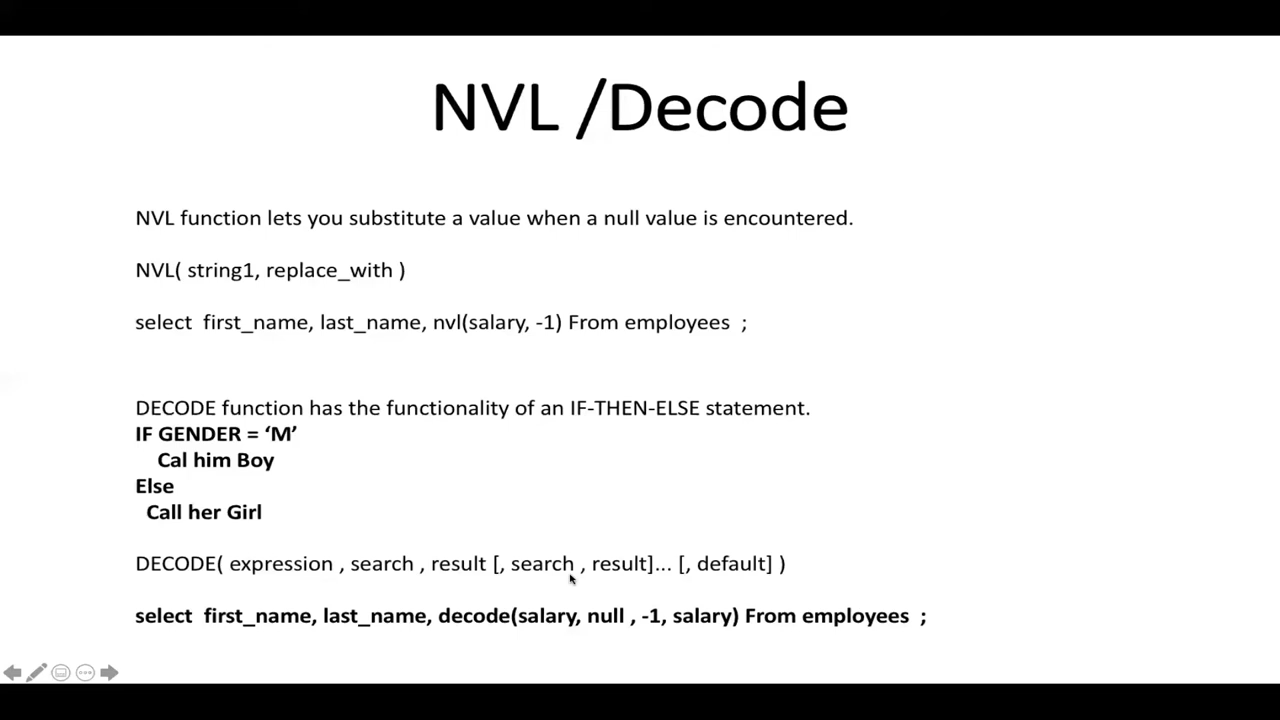 NVL /Decode
NVL function lets you substitute a value when a null value is encountered.
NVL( string1, replace_with )
select  first_name, last_name, nvl(salary, -1) From employees  ;
DECODE function has the functionality of an IF-THEN-ELSE statement.
IF GENDER = ‘M’
Cal him Boy
Else
Call her Girl
DECODE( expression , search , result [, search , result]... [, default] )
select  first_name, last_name, decode(salary, null , -1, salary) From employees  ;